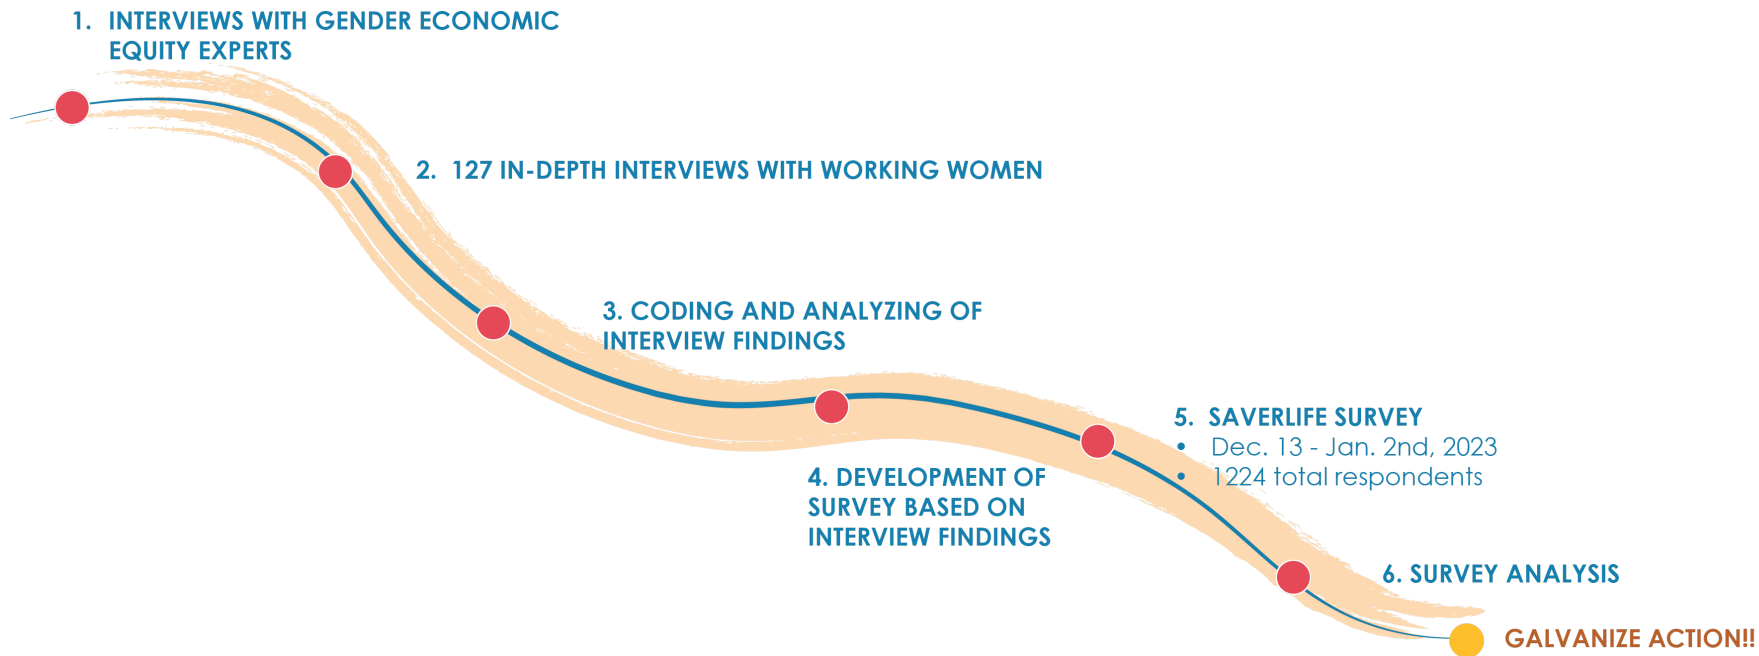 1. INTERVIEWS WITH GENDER ECONOMIC
EQUITY EXPERTS
2. 127 IN-DEPTH INTERVIEWS WITH WORKING WOMEN
3. CODING AND ANALYZING OF
INTERVIEW FINDINGS
4. DEVELOPMENT OF
SURVEY BASED ON
INTERVIEW FINDINGS
5. SAVERLIFE SURVEY
• Dec. 13 - Jan. 2nd, 2023
• 1224 total respondents
6. SURVEY ANALYSIS
GALVANIZE ACTION!!